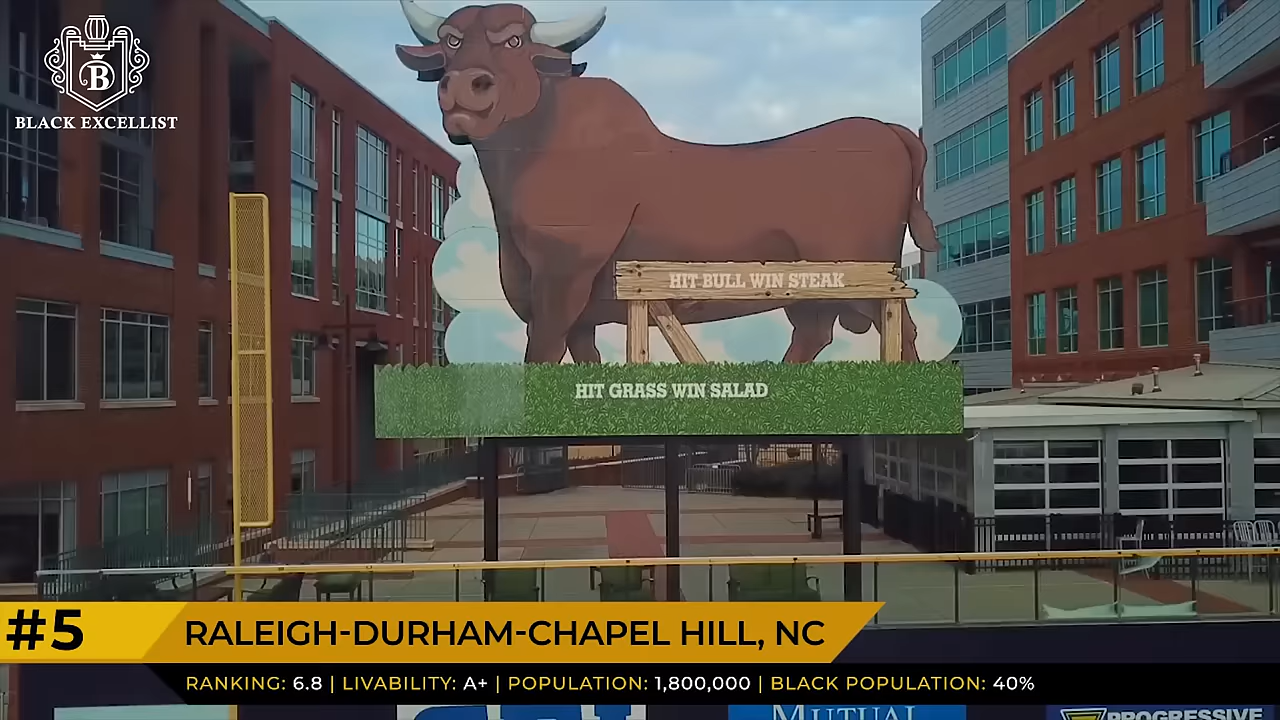 B
BLACK EXCELLIST
HIT BULL WIN STEAK
HIT GRASS WIN SALAD
#5
RALEIGH-DURHAM-CHAPEL HILL, NC
RANKING: 6.8 | LIVABILITY: A+ | POPULATION: 1,800,000 | BLACK POPULATION: 40%
MUTUAL
PROGRESSIVE